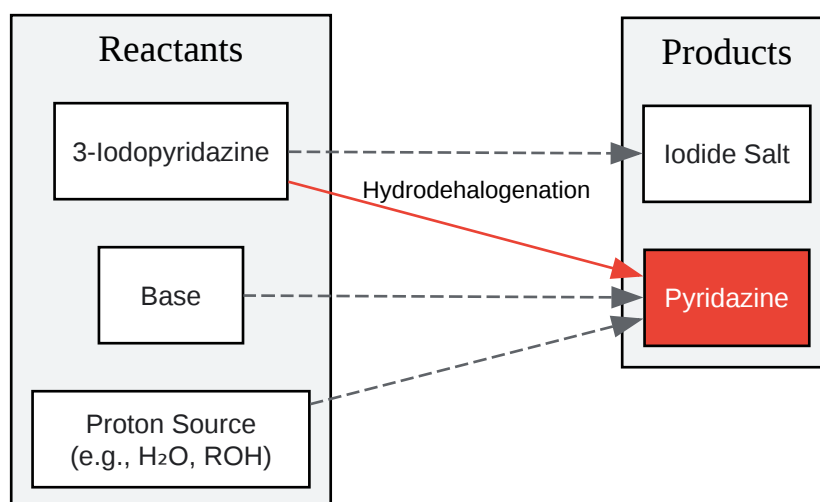 Reactants
3-Iodopyridazine
Base
Proton Source
(e.g., H₂O, ROH)
Hydrodehalogenation
Products
Iodide Salt
Pyridazine